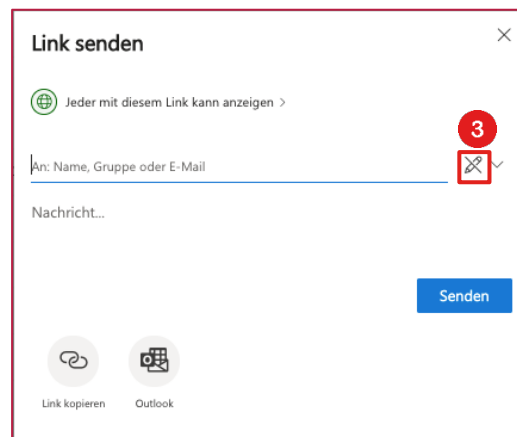 Link senden
Jeder mit diesem Link kann anzeigen >
3
An: Name, Gruppe oder E-Mail
Nachricht...
Senden
Link kopieren
Outlook